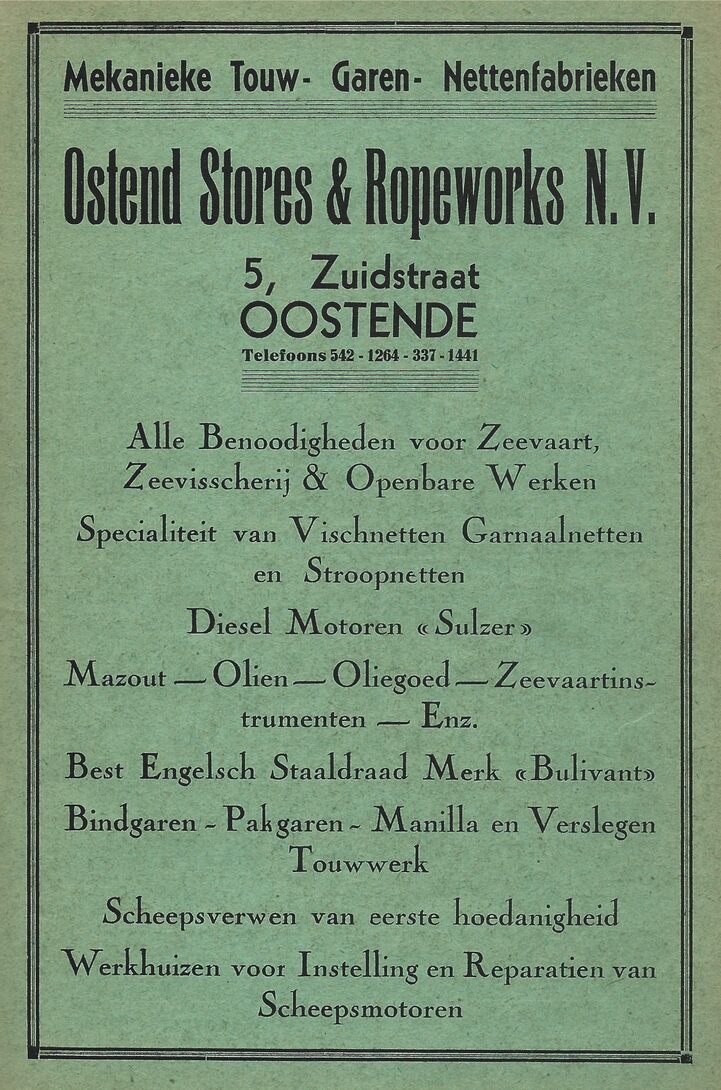 Mekanieke Touw- Garen- Nettenfabrieken
Ostend Stores & Ropeworks N.V.
5, Zuidstraat
OOSTENDE
Telefoons 542 - 1264 - 337 - 1441
Alle Benoodigheden voor Zeevaart,
Zeevisscherij & Openbare Werken
Specialiteit van Vischnetten Garnaalnetten
en Stroopnetten
Diesel Motoren «Sulzer»
Mazout — Olien — Oliegoed — Zeevaartins-
trumenten — Enz.
Best Engelsch Staaldraad Merk «Bulivant»
Bindgaren - Pakgaren - Manilla en Verslegen
Touwwerk
Scheepsverwen van eerste hoedanigheid
Werkhuizen voor Instelling en Reparatien van
Scheepsmotoren